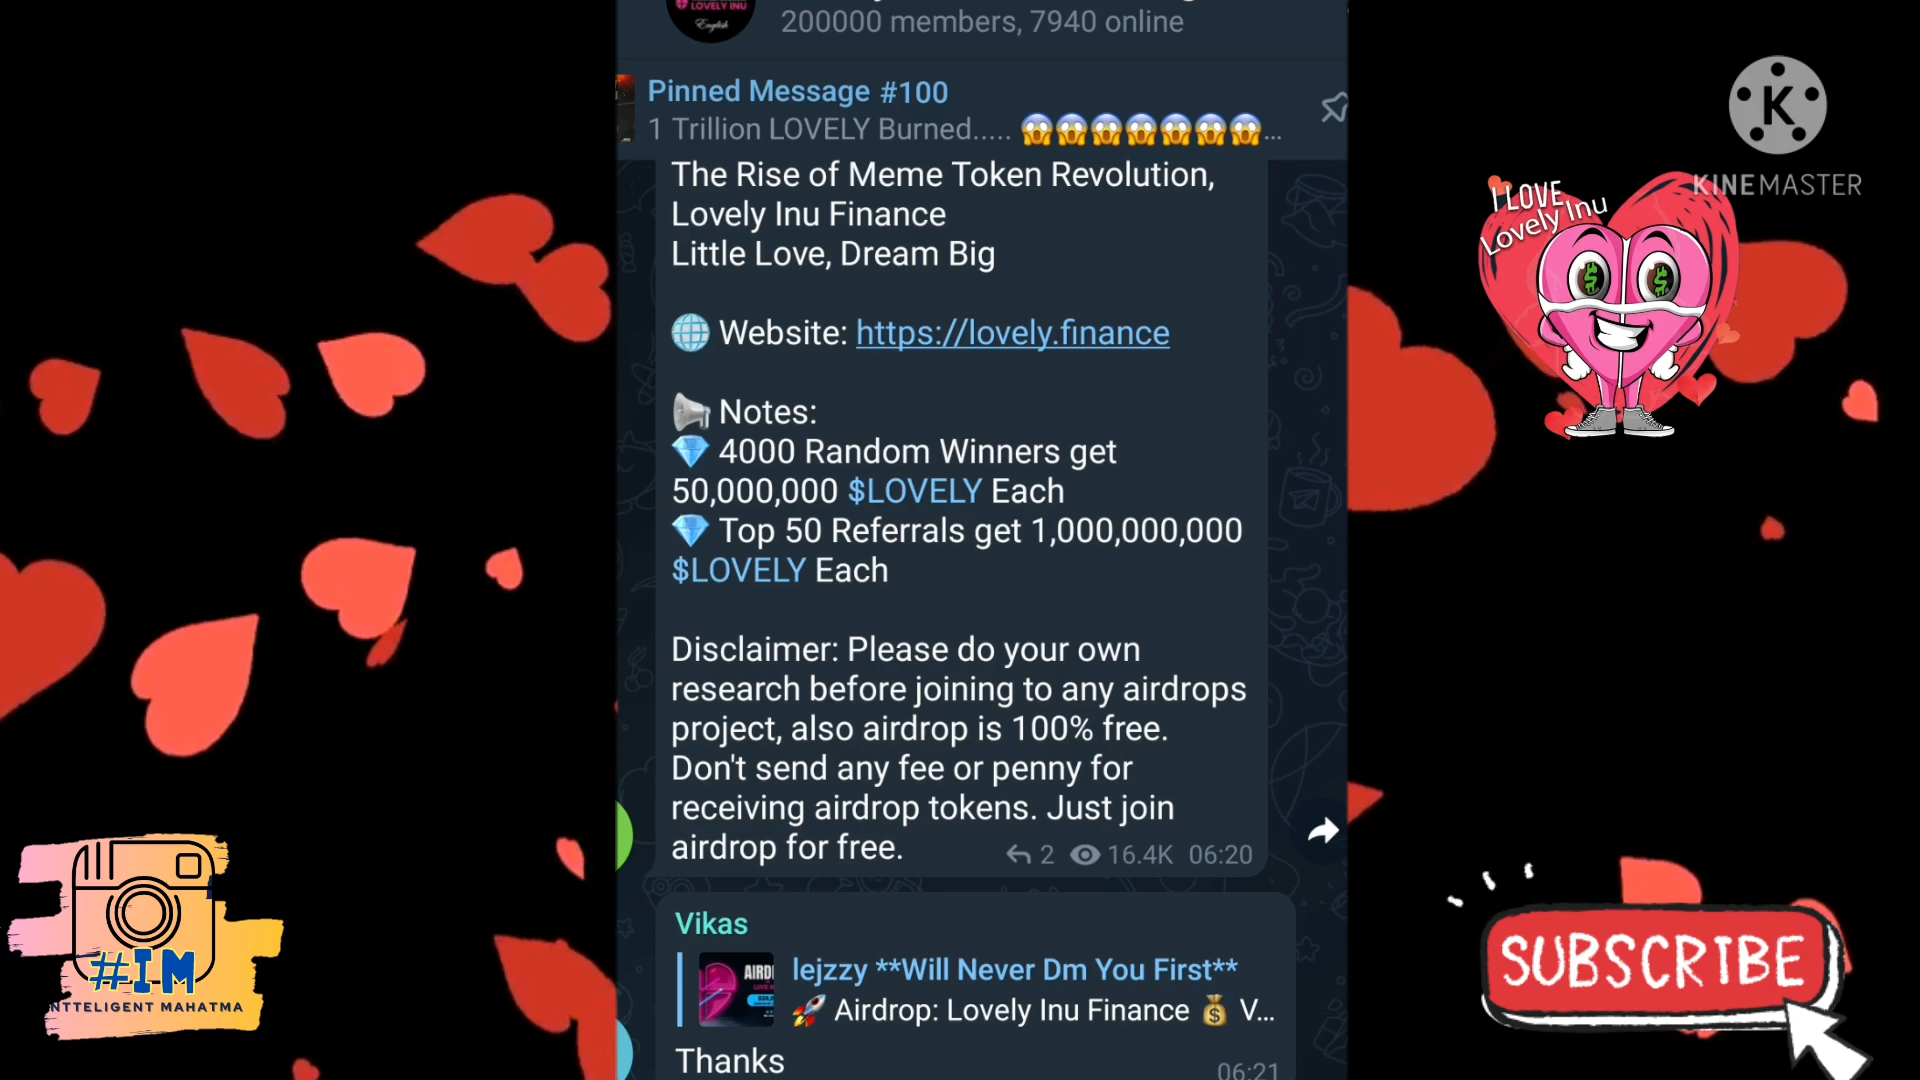 LOVELY INU
English
200000 members, 7940 online
Pinned Message #100
1 Trillion LOVELY Burned..... 😱😱😱😱😱😱😱...
The Rise of Meme Token Revolution,
Lovely Inu Finance
Little Love, Dream Big
🌐 Website: https://lovely.finance
📢 Notes:
💎 4000 Random Winners get
50,000,000 $LOVELY Each
💎 Top 50 Referrals get 1,000,000,000
$LOVELY Each
Disclaimer: Please do your own
research before joining to any airdrops
project, also airdrop is 100% free.
Don't send any fee or penny for
receiving airdrop tokens. Just join
airdrop for free.
2 16.4K 06:20
Vikas
AIRD
lejzzy **Will Never Dm You First**
🚀 Airdrop: Lovely Inu Finance 💰 V...
Thanks
06:21
K
KINEMASTER
I LOVE
Lovely Inu
#IM
NTTELIGENT MAHATMA
SUBSCRIBE